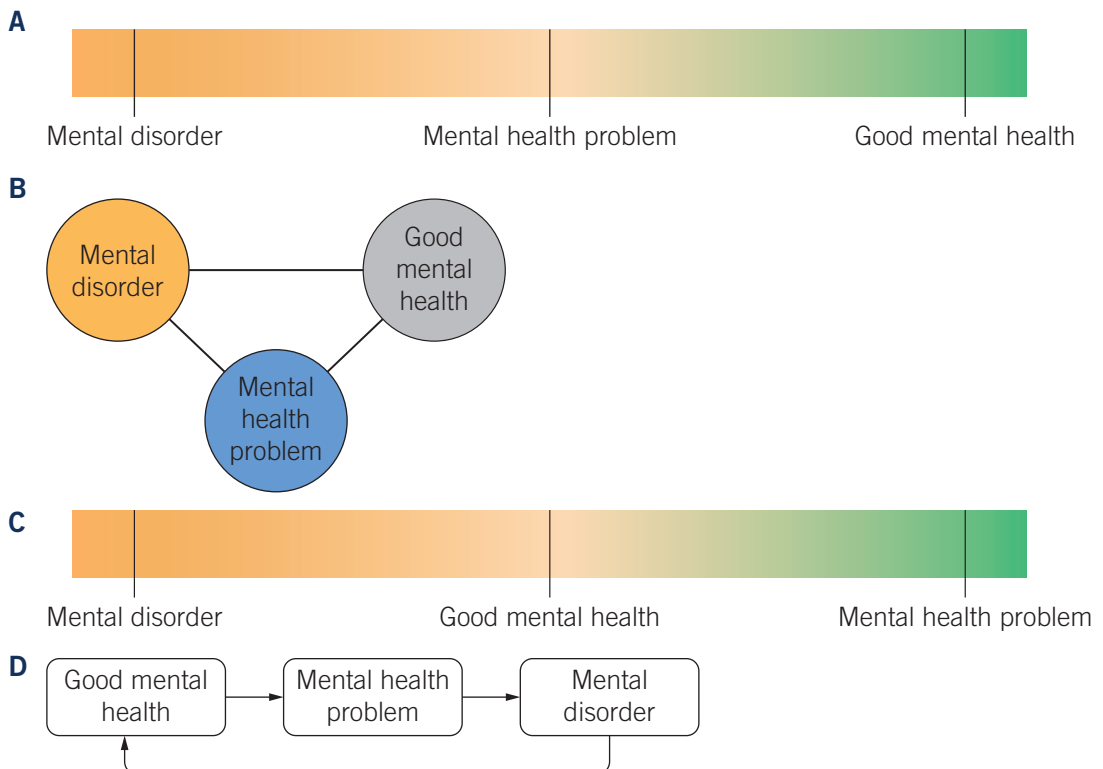 A
Mental disorder
Mental health problem
Good mental health
B
Mental
disorder
Good
mental
health
Mental
health
problem
C
Mental disorder
Good mental health
Mental health problem
D
Good mental
health
Mental health
problem
Mental
disorder